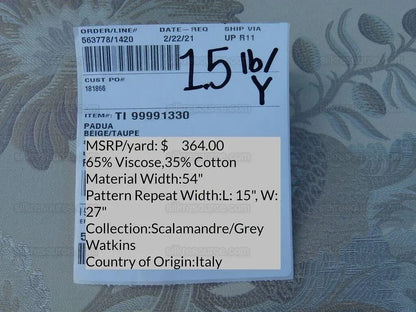 ORDER/LINE# DATE-REQ SHIP VIA
563778/1420 2/22/21 UP R11
1.5 lb/
Y
CUST PO#
181866
ITEM#: TI 99991330
PADUA
BEIGE/TAUPE
MSRP/yard: $ 364.00
65% Viscose,35% Cotton
Material Width:54"
Pattern Repeat Width:L: 15", W:
27"
Collection:Scalamandre/Grey
Watkins
Country of Origin:Italy